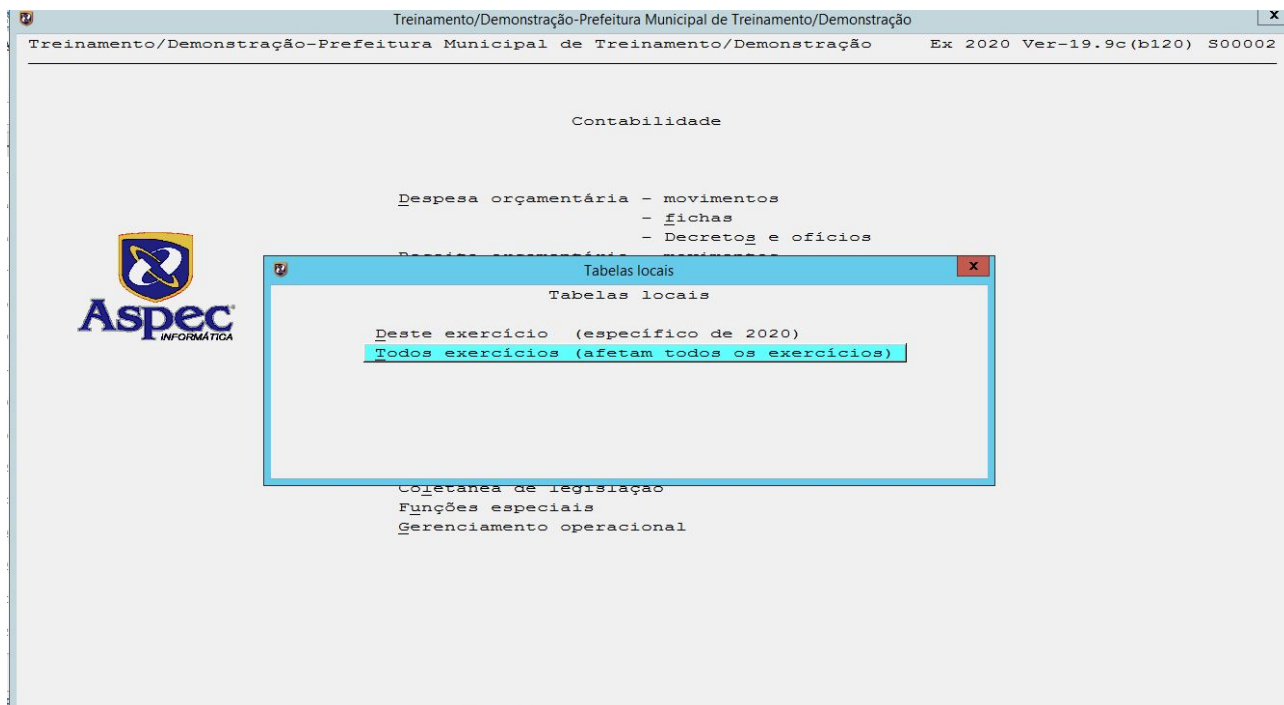 Treinamento/Demonstração-Prefeitura Municipal de Treinamento/Demonstração
x
Treinamento/Demonstração-Prefeitura Municipal de Treinamento/Demonstração Ex 2020 Ver-19.9c(b120) S00002
Contabilidade
Despesa orçamentária - movimentos
- fichas
- Decretos e ofícios
Tabelas locais
x
Tabelas locais
Deste exercício (específico de 2020)
Todos exercícios (afetam todos os exercícios)
Aspec
INFORMÁTICA
Coletânea de legislação
Funções especiais
Gerenciamento operacional